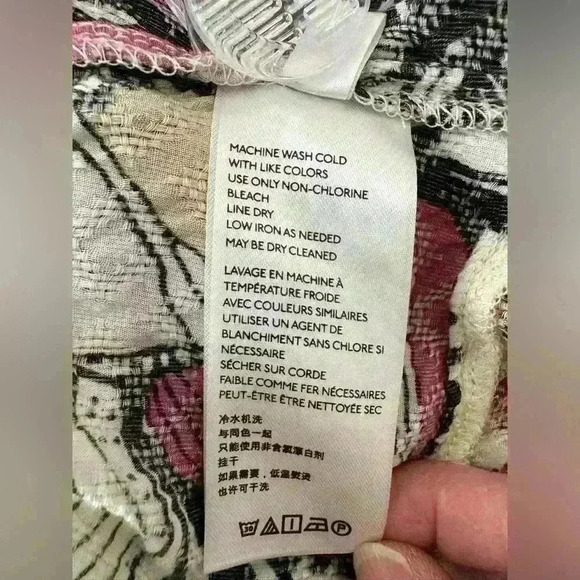 MACHINE WASH COLD
WITH LIKE COLORS
USE ONLY NON-CHLORINE
BLEACH
LINE DRY
LOW IRON AS NEEDED
MAY BE DRY CLEANED
LAVAGE EN MACHINE À
TEMPÉRATURE FROIDE
AVEC COULEURS SIMILAIRES
UTILISER UN AGENT DE
BLANCHIMENT SANS CHLORE SI
NÉCESSAIRE
SÉCHER SUR CORDE
FAIBLE COMME FER NÉCESSAIRES
PEUT-ÊTRE ÊTRE NETTOYÉE SEC
冷水机洗
与同色一起
只能使用非含氯漂白剂
挂干
如果需要，低温熨烫
也许可干洗
30 P